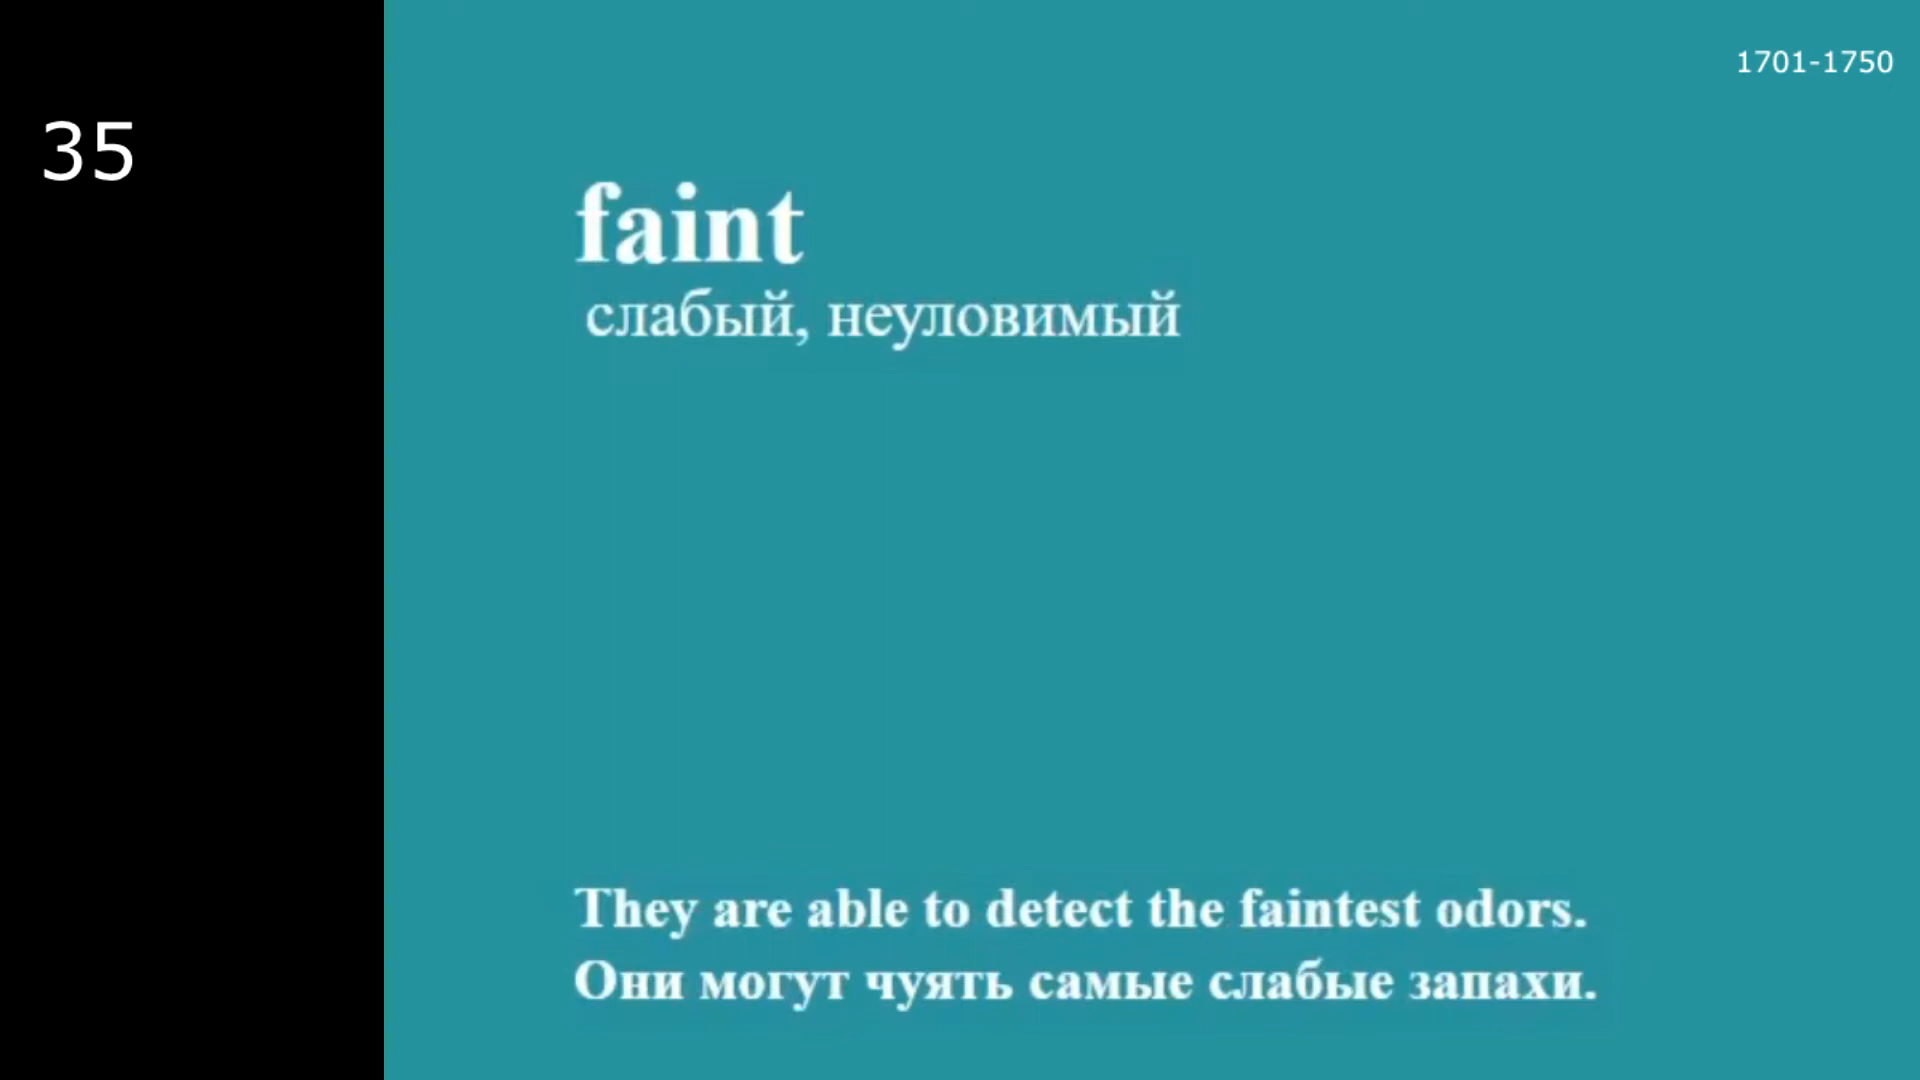 1701-1750
35
faint
слабый, неуловимый
They are able to detect the faintest odors.
Они могут чуять самые слабые запахи.